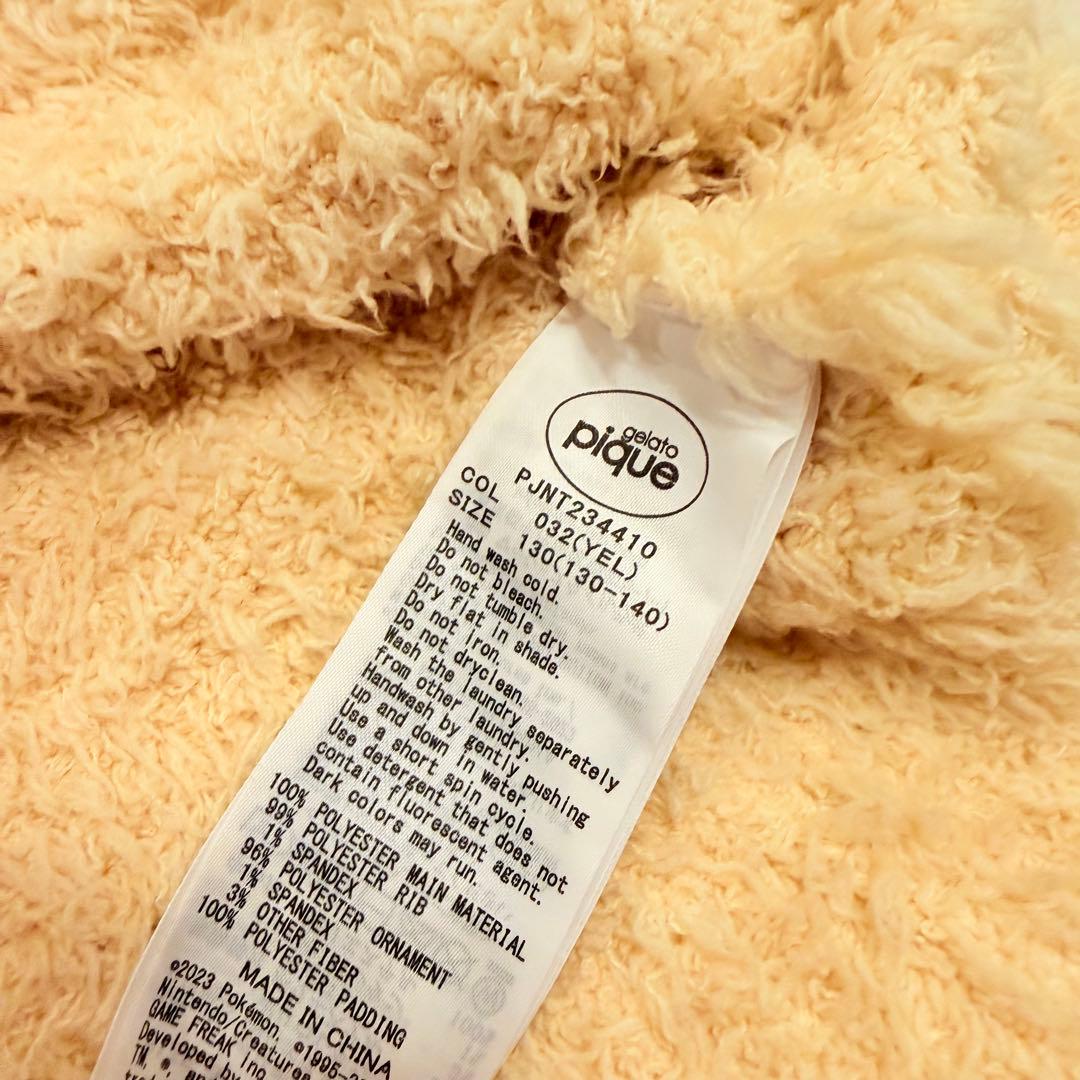 gelato
pique
PJNT234410
COL 032(YEL)
SIZE 130(130-140)
Hand wash cold.
Do not bleach.
Do not tumble dry.
Dry flat in shade.
Do not iron.
Do not dryclean.
Wash the laundry separately
from other laundry.
Handwash by gently pushing
up and down in water.
Use a short spin cycle.
Use detergent that does not
contain fluorescent agent.
Dark colors may run.
100% POLYESTER MAIN MATERIAL
99% POLYESTER RIB
1% SPANDEX
96% POLYESTER ORNAMENT
1% SPANDEX
3% OTHER FIBER
100% POLYESTER PADDING
MADE IN CHINA
©2023 Pokémon. ©1995-
Nintendo/Creatures
GAME FREAK inc.
Developed by
TM, ®,